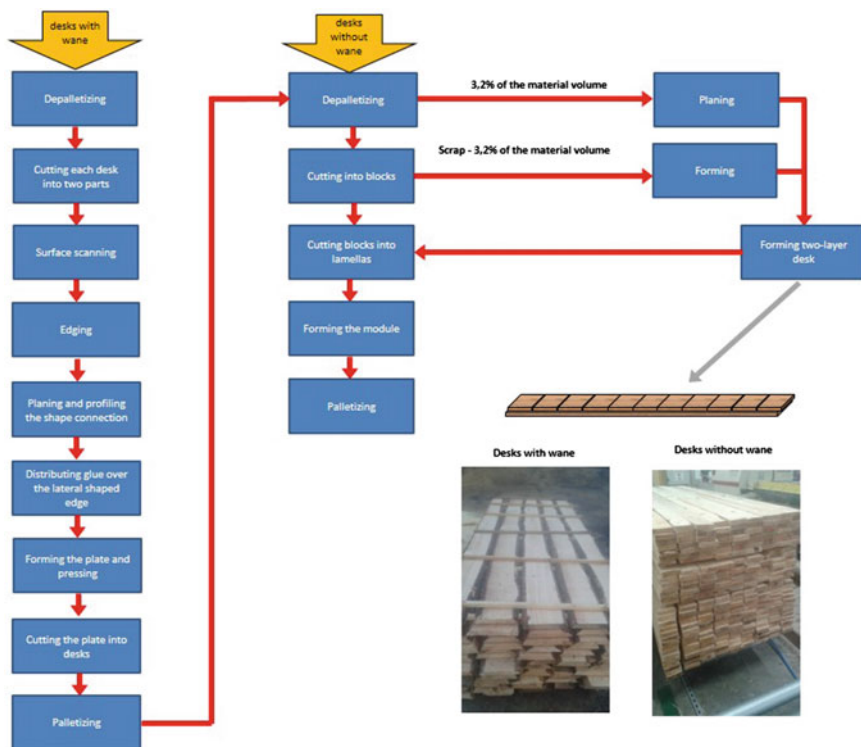 desks with
wane
Depalletizing
Cutting each desk
into two parts
Surface scanning
Edging
Planing and profiling
the shape connection
Distributing glue over
the lateral shaped
edge
Forming the plate and
pressing
Cutting the plate into
desks
Palletizing
desks
without
wane
Depalletizing
Cutting into blocks
Cutting blocks into
lamellas
Forming the module
Palletizing
3,2% of the material volume
Planing
Scrap - 3,2% of the material volume
Forming
Forming two-layer
desk
Desks with wane
Desks without wane